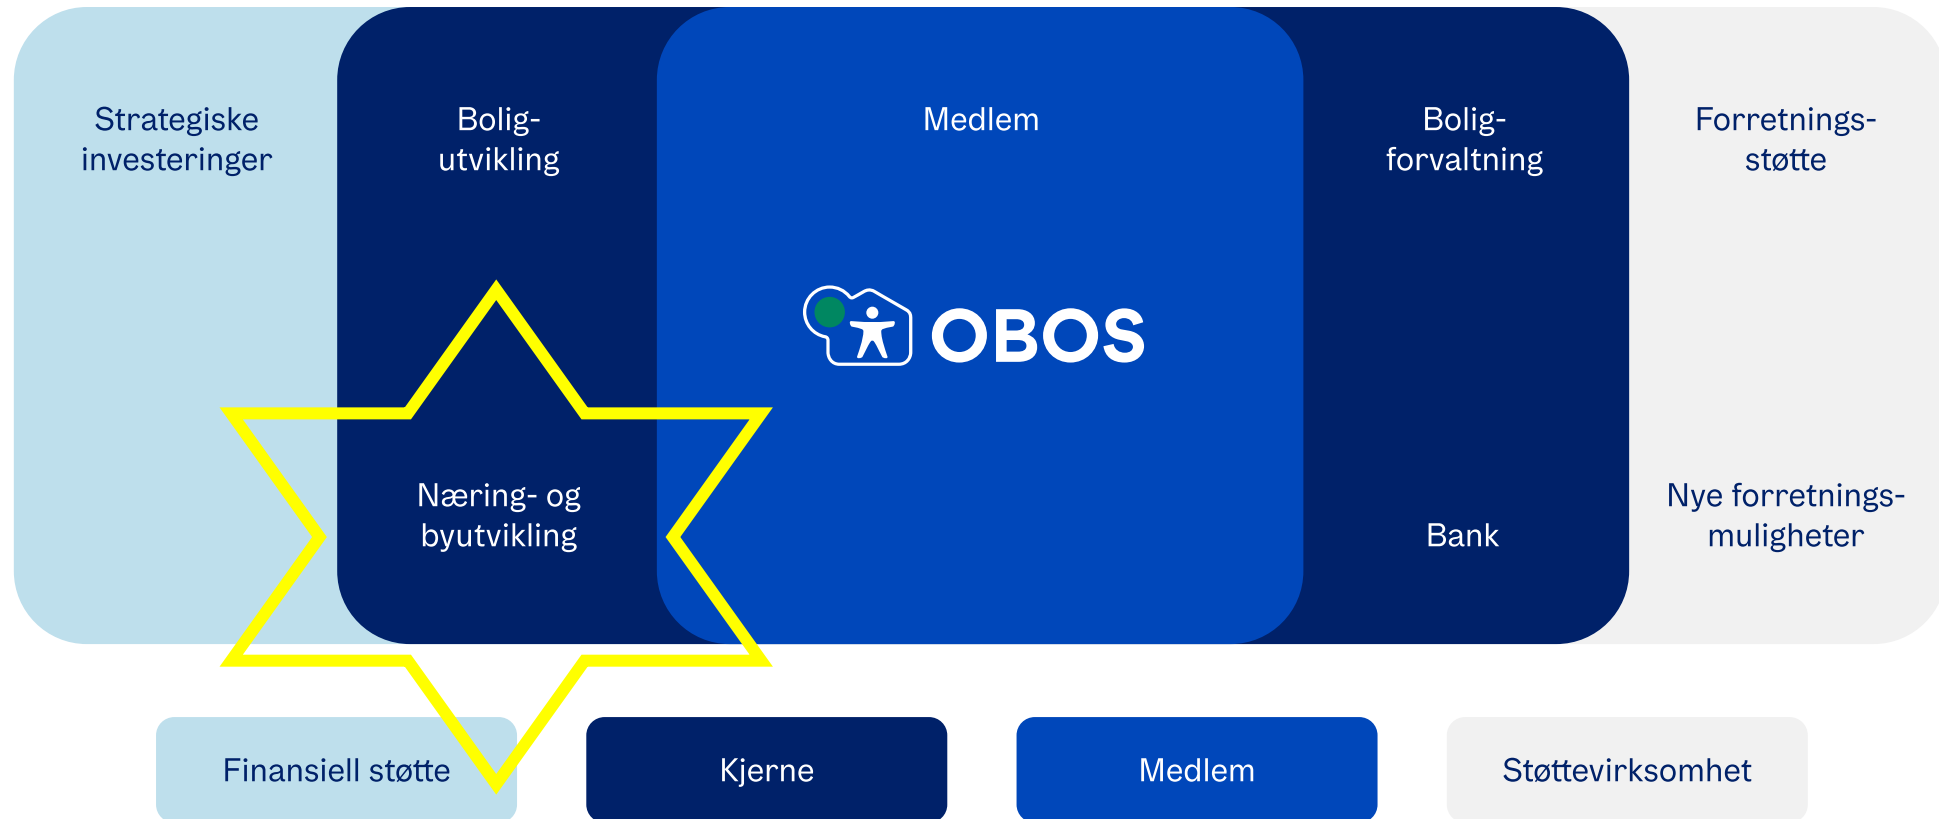 Strategiske
investeringer
Bolig-
utvikling
Medlem
Bolig-
forvaltning
Forretnings-
støtte
OBOS
Næring- og
byutvikling
Bank
Nye forretnings-
muligheter
Finansiell støtte
Kjerne
Medlem
Støttevirksomhet